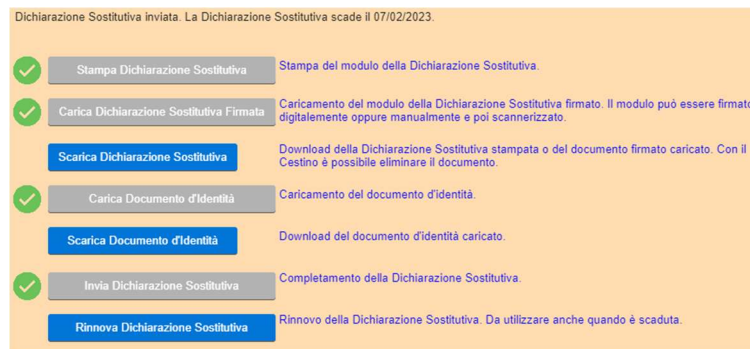 Dichiarazione Sostitutiva inviata. La Dichiarazione Sostitutiva scade il 07/02/2023.
Stampa Dichiarazione Sostitutiva
Stampa del modulo della Dichiarazione Sostitutiva.
Carica Dichiarazione Sostitutiva Firmata
Caricamento del modulo della Dichiarazione Sostitutiva firmato. Il modulo può essere firmato
digitalemente oppure manualmente e poi scannerizzato.
Scarica Dichiarazione Sostitutiva
Download della Dichiarazione Sostitutiva stampata o del documento firmato caricato. Con il
Cestino è possibile eliminare il documento.
Carica Documento d'Identità
Caricamento del documento d'identità.
Scarica Documento d'Identità
Download del documento d'identità caricato.
Invia Dichiarazione Sostitutiva
Completamento della Dichiarazione Sostitutiva.
Rinnova Dichiarazione Sostitutiva
Rinnovo della Dichiarazione Sostitutiva. Da utilizzare anche quando è scaduta.